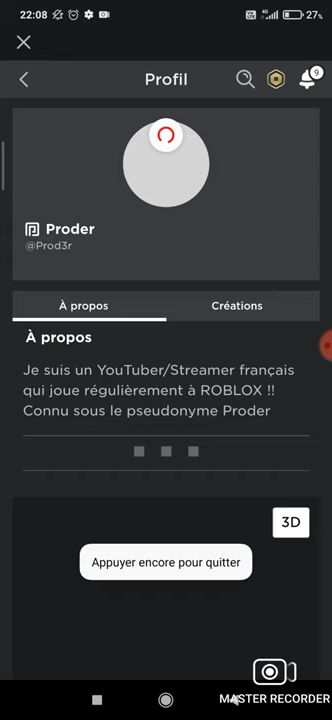 22:08
27%
Profil
9
Proder
@Prod3r
À propos
Créations
À propos
Je suis un YouTuber/Streamer français
qui joue régulièrement à ROBLOX !!
Connu sous le pseudonyme Proder
3D
Appuyer encore pour quitter
MASTER RECORDER